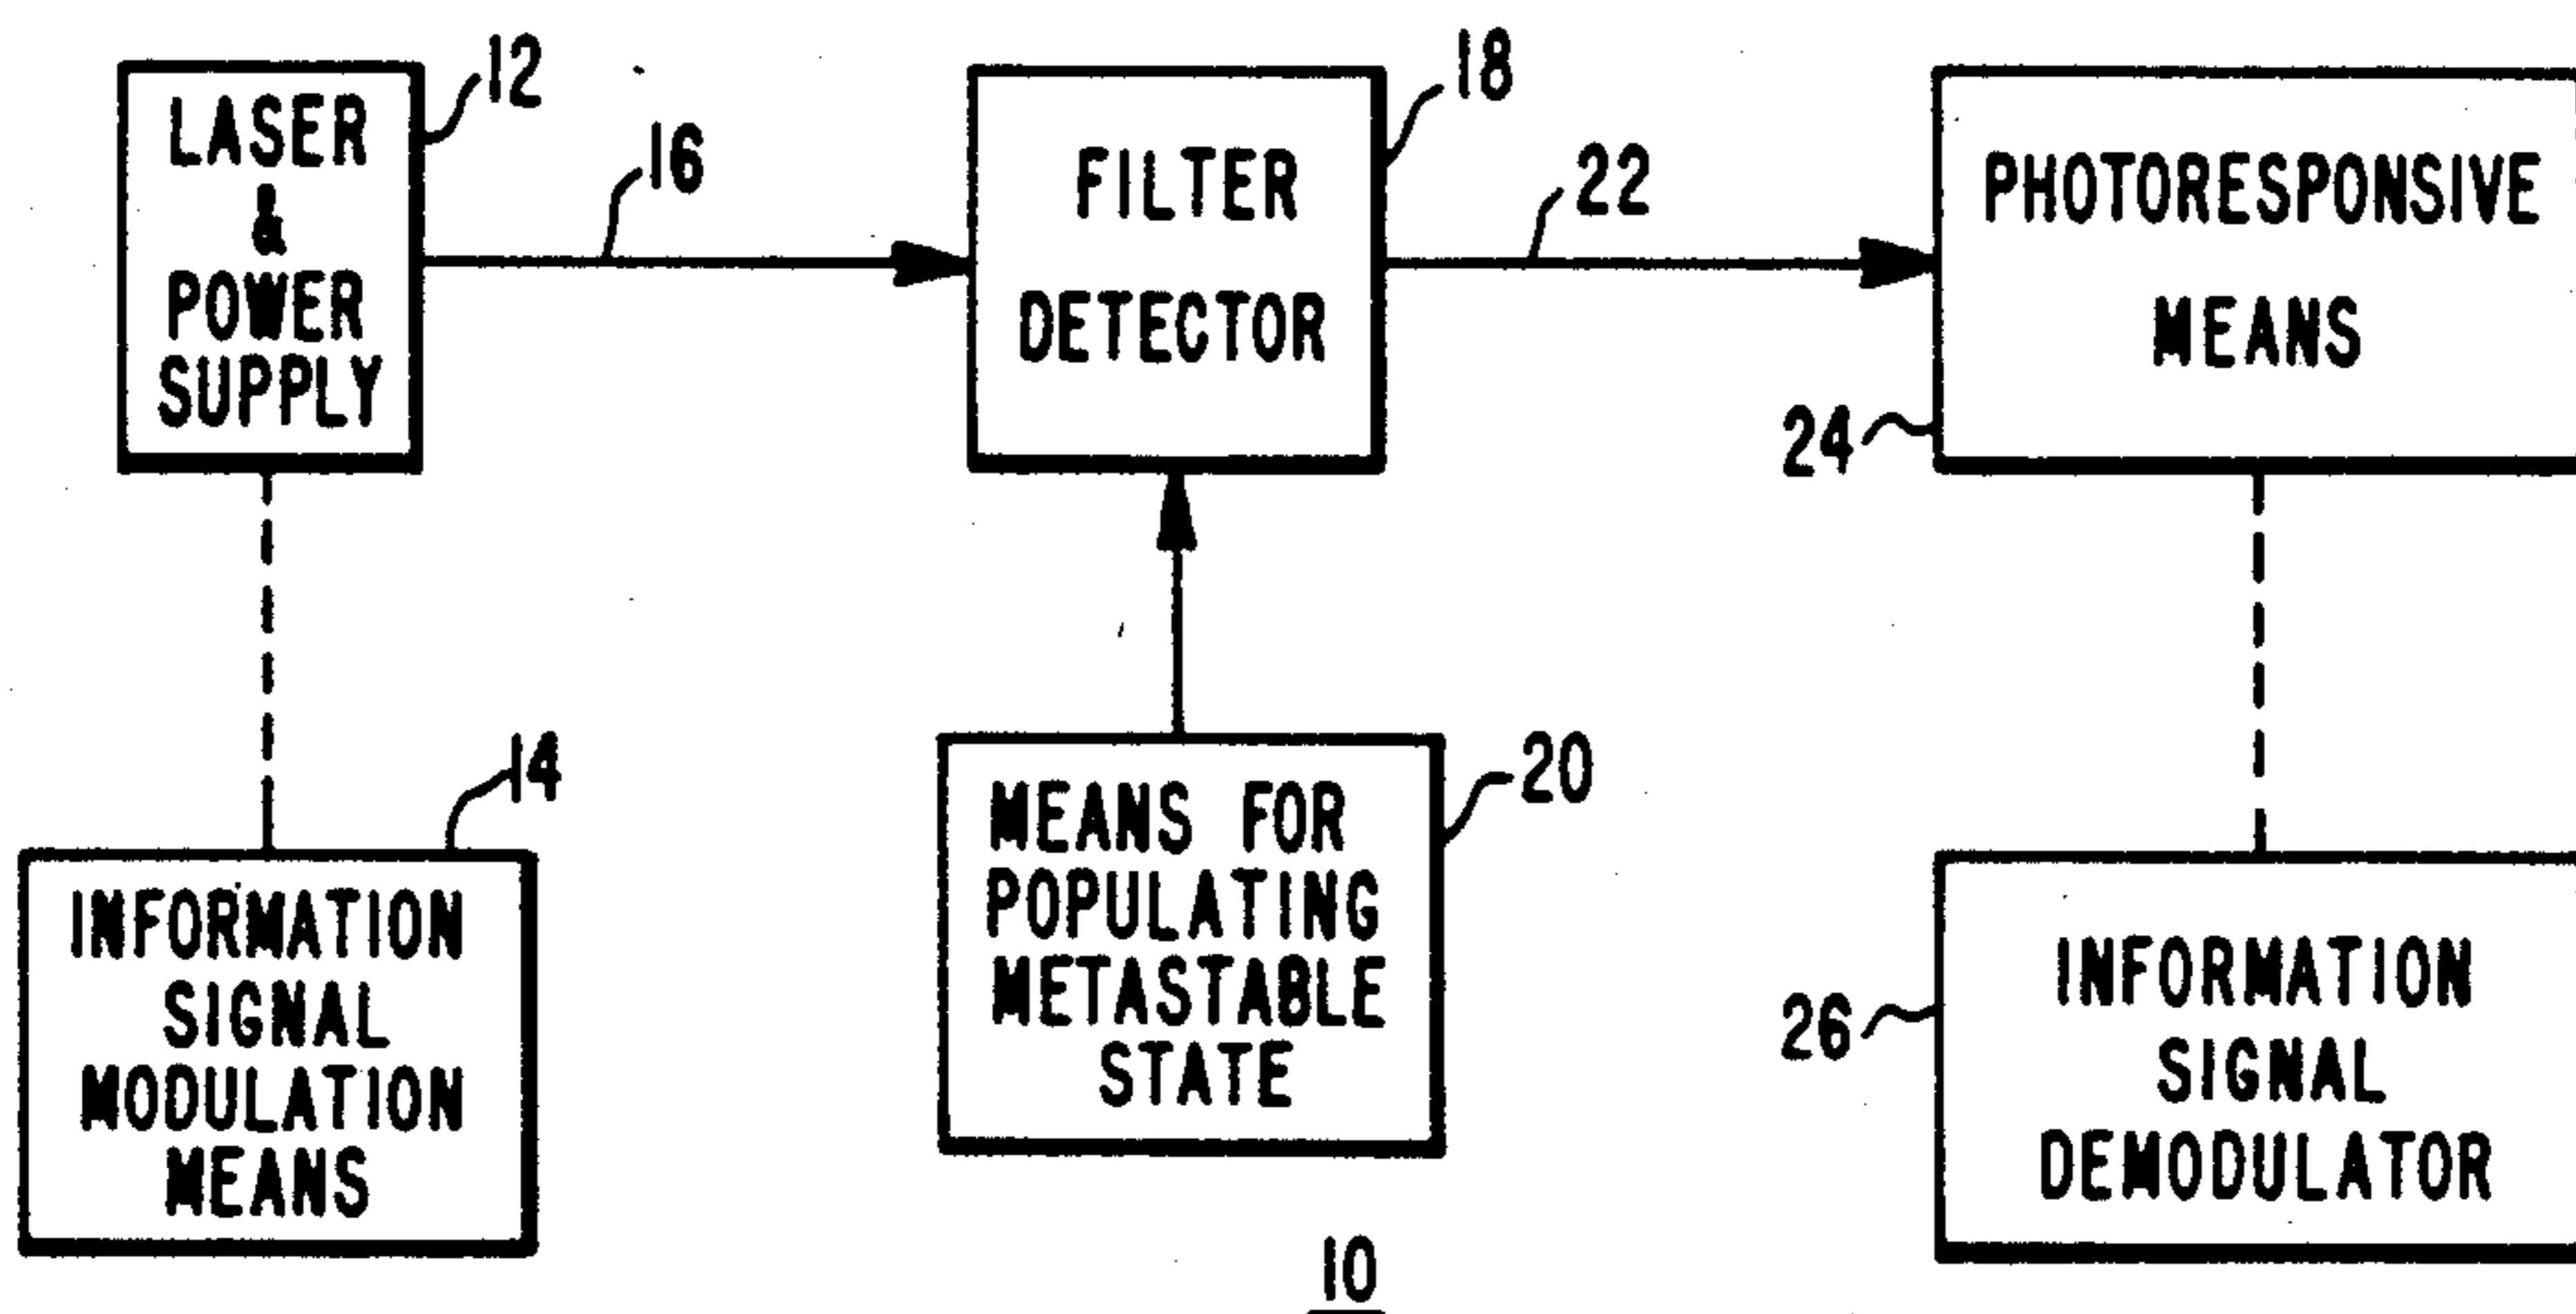 12
LASER
&
POWER
SUPPLY
16
18
FILTER
DETECTOR
22
PHOTORESPONSIVE
MEANS
24
14
INFORMATION
SIGNAL
MODULATION
MEANS
20
MEANS FOR
POPULATING
METASTABLE
STATE
26
INFORMATION
SIGNAL
DEMODULATOR
10